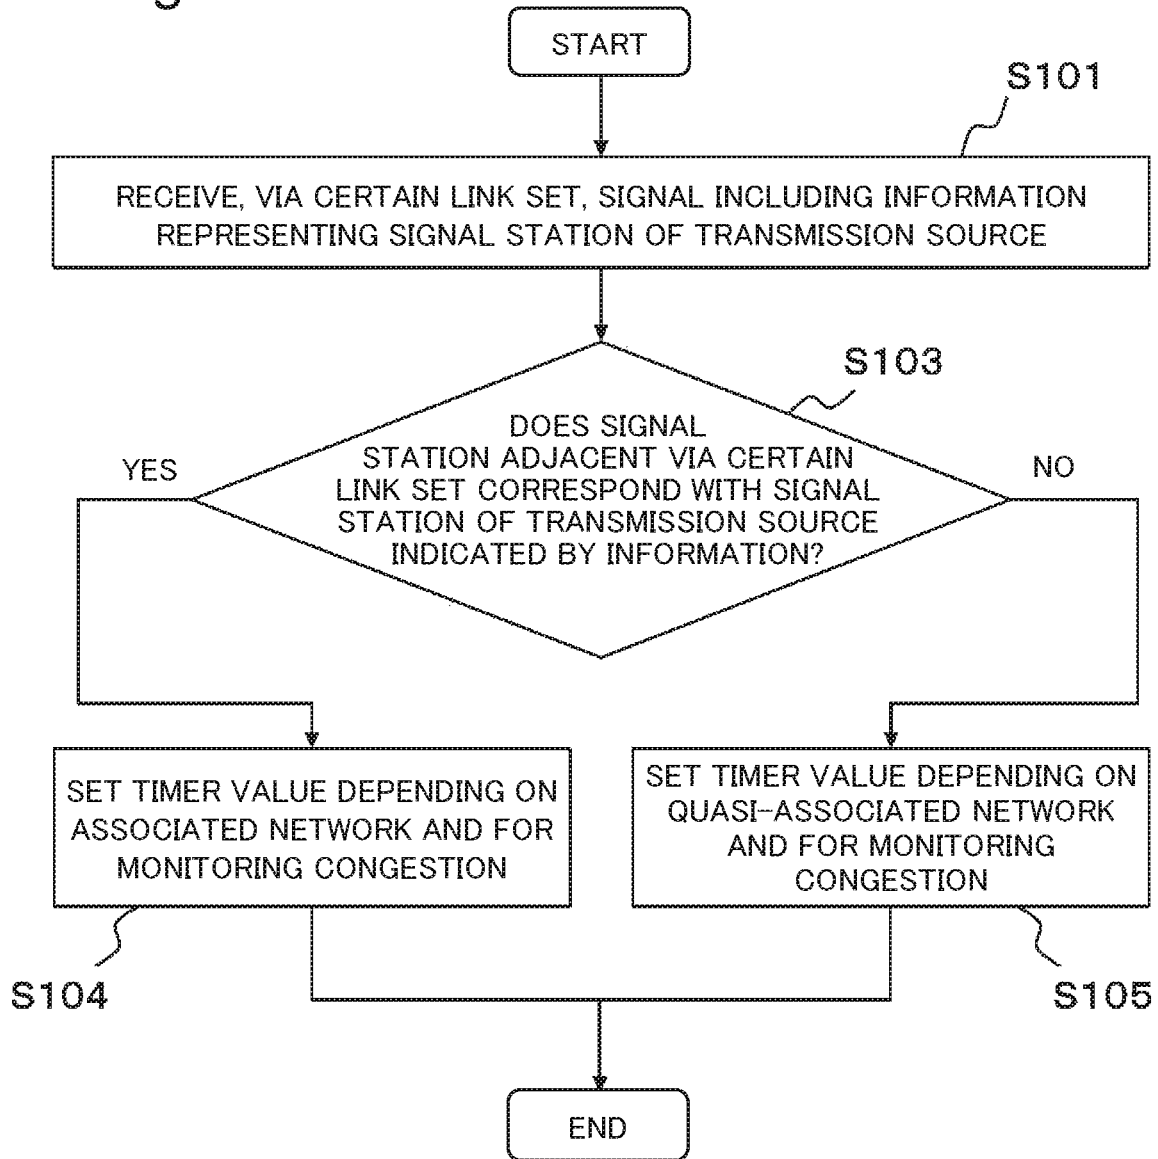 START
S101
RECEIVE, VIA CERTAIN LINK SET, SIGNAL INCLUDING INFORMATION
REPRESENTING SIGNAL STATION OF TRANSMISSION SOURCE
S103
DOES SIGNAL
STATION ADJACENT VIA CERTAIN
LINK SET CORRESPOND WITH SIGNAL
STATION OF TRANSMISSION SOURCE
INDICATED BY INFORMATION?
YES
NO
SET TIMER VALUE DEPENDING ON
ASSOCIATED NETWORK AND FOR
MONITORING CONGESTION
SET TIMER VALUE DEPENDING ON
QUASI-ASSOCIATED NETWORK
AND FOR MONITORING
CONGESTION
S104
S105
END